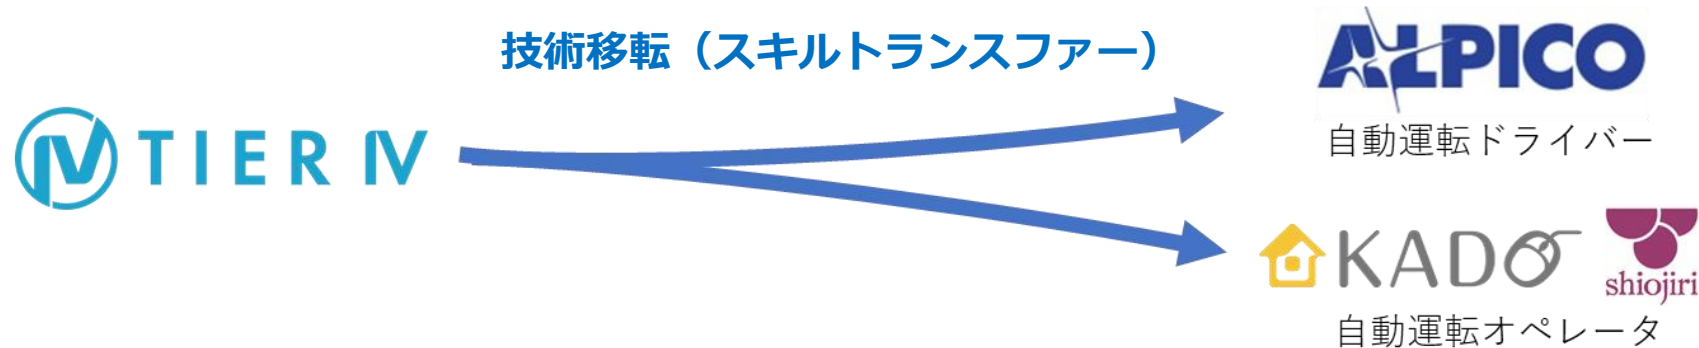 技術移転（スキルトランスファー）
TIER IV
ALPICO
自動運転ドライバー
KADO
shiojiri
自動運転オペレータ